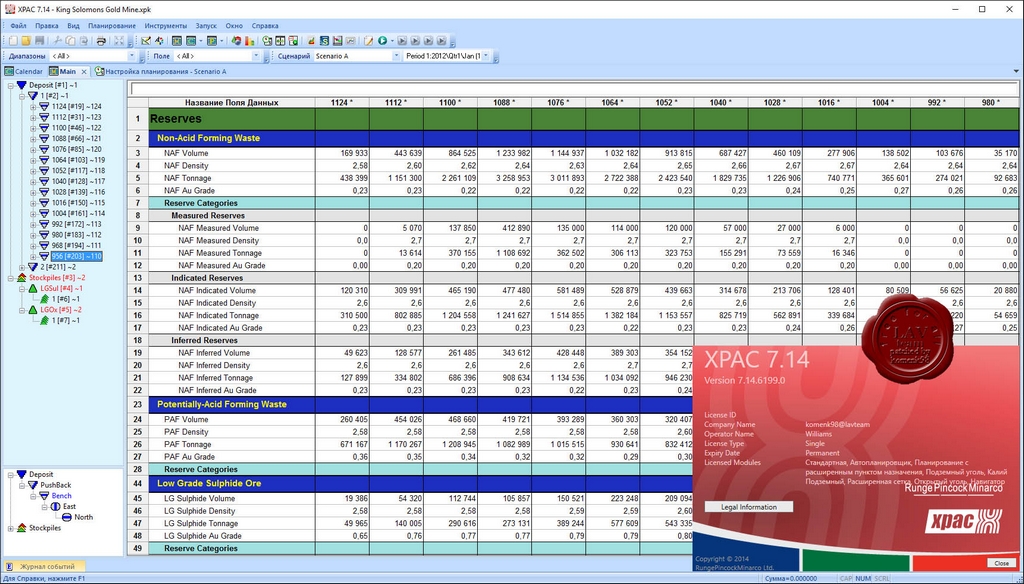 XPAC 7.14 - King Solomons Gold Mine.xpk
Файл Правка Вид Планирование Инструменты Запуск Окно Справка
Диапазоны < All > Поле < All > Сценарий Scenario A Period 1:2012\Qtr1\Jan (1
Calendar Main Настройка планирования - Scenario A
Deposit [#1] ~1
1 [#2] ~1
1124 [#19] ~124
1112 [#31] ~123
1100 [#46] ~122
1088 [#66] ~121
1076 [#85] ~120
1064 [#103] ~119
1052 [#117] ~118
1040 [#128] ~117
1028 [#139] ~116
1016 [#150] ~115
1004 [#161] ~114
992 [#172] ~113
980 [#183] ~112
968 [#194] ~111
956 [#203] ~110
2 [#211] ~2
Stockpiles [#3] ~2
LGSul [#4] ~1
1 [#6] ~1
LGOx [#5] ~2
1 [#7] ~1
Deposit
PushBack
Bench
East
North
Stockpiles
Название Поля Данных 1124 * 1112 * 1100 * 1088 * 1076 * 1064 * 1052 * 1040 * 1028 * 1016 * 1004 * 992 * 980 *
1 Reserves
2 Non-Acid Forming Waste
3 NAF Volume 169 933 443 639 864 525 1 233 982 1 144 937 1 032 182 913 815 687 427 460 109 277 906 138 502 103 676 35 170
4 NAF Density 2,58 2,60 2,62 2,64 2,63 2,64 2,65 2,66 2,67 2,67 2,64 2,64 2,64
5 NAF Tonnage 438 399 1 151 300 2 261 109 3 258 953 3 011 893 2 722 388 2 423 540 1 829 735 1 226 906 740 771 365 601 274 021 92 683
6 NAF Au Grade 0,23 0,23 0,22 0,22 0,22 0,22 0,23 0,23 0,24 0,25 0,27 0,26 0,26
7 Reserve Categories
8 Measured Reserves
9 NAF Measured Volume 0 5 070 137 850 412 890 135 000 114 000 120 000 57 000 27 000 6 000 0 0 0
10 NAF Measured Density 0,0 2,7 2,7 2,7 2,7 2,7 2,7 2,7 2,7 2,7 0,0 0,0 0,0
11 NAF Measured Tonnage 0 13 614 370 155 1 108 692 362 502 306 113 323 753 155 291 73 559 16 346 0 0 0
12 NAF Measured Au Grade 0,00 0,20 0,20 0,20 0,20 0,20 0,20 0,20 0,20 0,20 0,00 0,00 0,00
13 Indicated Reserves
14 NAF Indicated Volume 120 310 309 991 465 190 477 480 581 489 528 879 439 663 314 678 213 706 128 401 80 509 56 625 20 880
15 NAF Indicated Density 2,6 2,6 2,6 2,6 2,6 2,6 2,6 2,6 2,6 2,6 2,6 2,6
16 NAF Indicated Tonnage 310 500 802 885 1 204 558 1 241 627 1 514 855 1 382 184 1 153 557 825 719 562 891 339 684 220 54 659
17 NAF Indicated Au Grade 0,23 0,23 0,22 0,23 0,22 0,22 0,23 0,23 0,24 0,26 27 0,25
18 Inferred Reserves
19 NAF Inferred Volume 49 623 128 577 261 485 343 612 428 448 389 303 354 152
20 NAF Inferred Density 2,6 2,6 2,6 2,6 2,6 2,7 2,7
21 NAF Inferred Tonnage 127 899 334 802 686 396 908 634 1 134 536 1 034 092 946 230
22 NAF Inferred Au Grade 0,23 0,23 0,23 0,23 0,22 0,23 0,24
23 Potentially-Acid Forming Waste
24 PAF Volume 260 405 454 026 468 660 419 721 393 289 360 303 320 407
25 PAF Density 2,58 2,58 2,58 2,58 2,58 2,58 2,60
26 PAF Tonnage 671 167 1 170 267 1 208 945 1 082 989 1 015 515 930 641 832 412
27 PAF Au Grade 0,36 0,35 0,34 0,32 0,32 0,29 0,30
28 Reserve Categories
44 Low Grade Sulphide Ore
45 LG Sulphide Volume 19 386 54 320 112 744 105 857 150 521 223 248 209 094
46 LG Sulphide Density 2,58 2,58 2,58 2,58 2,59 2,59 2,60
47 LG Sulphide Tonnage 49 965 140 005 290 616 273 131 389 244 577 609 543 335
48 LG Sulphide Au Grade 0,65 0,76 0,77 0,77 0,79 0,79 0,80
49 Reserve Categories
LAV
team
patched by
komenk98
XPAC 7.14
Version 7.14.6199.0
License ID
Company Name komenk98@lavteam
Operator Name Williams
License Type Single
Expiry Date Permanent
Licensed Modules Стандартная, Автопланировщик, Планирование с
расширенным пунктом назначения, Подземный уголь, Калий
Подземный, Расширенная сетка, Открытый уголь, Навигатор
RungePincockMinarco
Legal Information
xpac
Copyright © 2014
RungePincockMinarco Ltd.
Close
Журнал событий
Для Справки, нажмите F1 Сумма=0.000000 CAP NUM SCRL